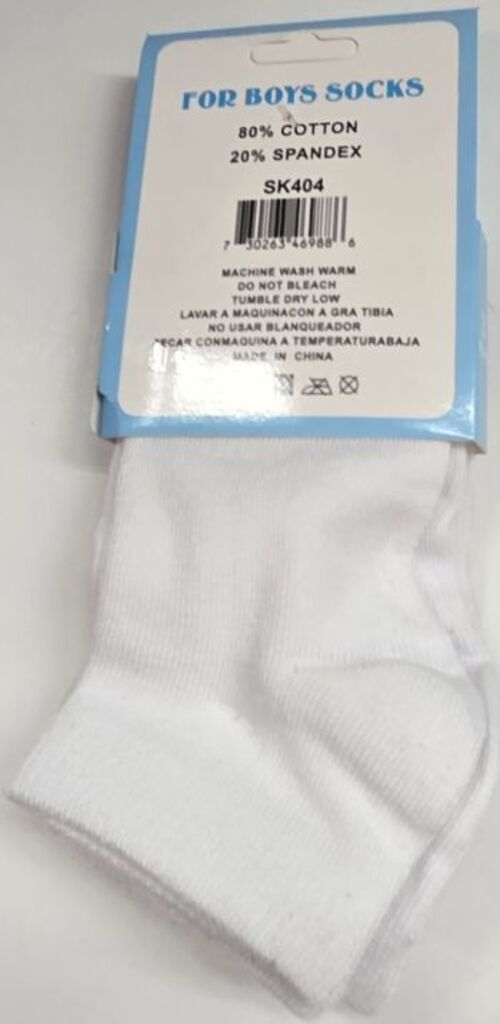 FOR BOYS SOCKS
80% COTTON
20% SPANDEX
SK404
7 30263 46988 6
MACHINE WASH WARM
DO NOT BLEACH
TUMBLE DRY LOW
LAVAR A MAQUINACON A GRA TIBIA
NO USAR BLANQUEADOR
SECAR CONMAQUINA A TEMPERATURABAJA
MADE IN CHINA